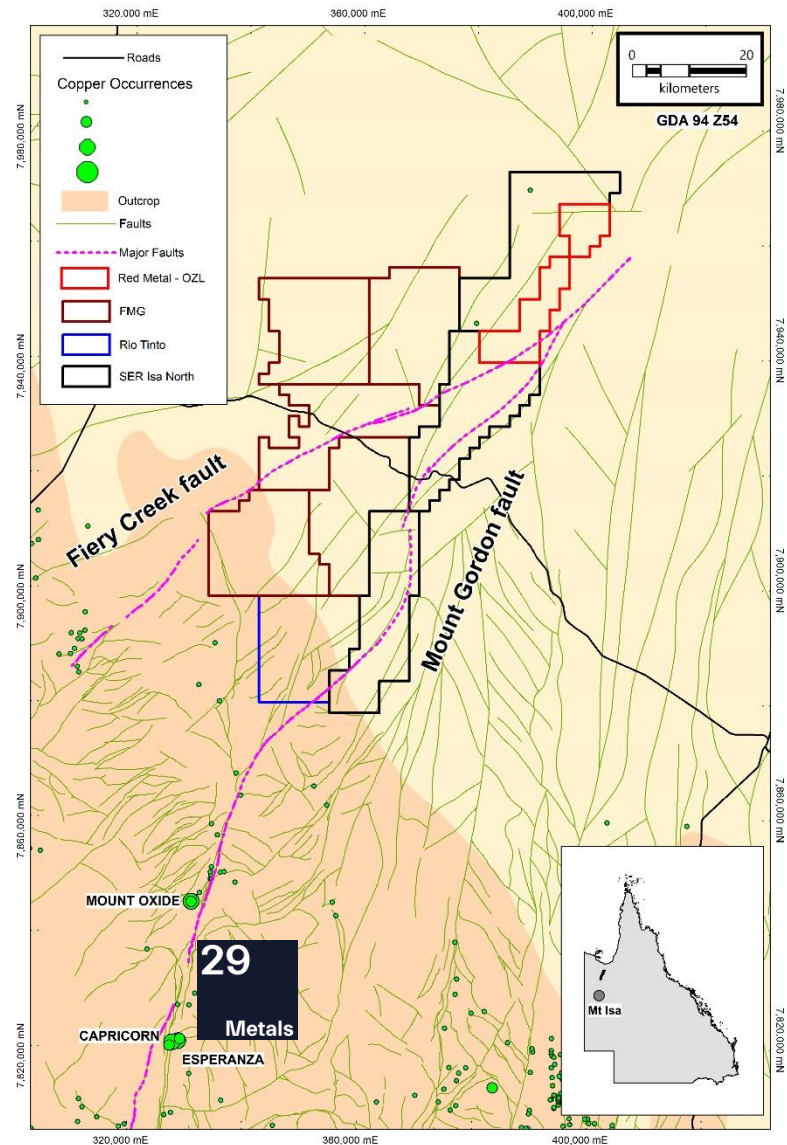 320,000 mE
360,000 mE
400,000 mE
Roads
Copper Occurrences
Outcrop
Faults
Major Faults
Red Metal - OZL
FMG
Rio Tinto
SER Isa North
0
20
kilometers
GDA 94 Z54
7,980,000 mN
7,980,000 mN
7,940,000 mN
7,940,000 mN
Fiery Creek fault
Mount Gordon fault
7,900,000 mN
7,900,000 mN
7,860,000 mN
7,860,000 mN
MOUNT OXIDE
29
Metals
CAPRICORN
ESPERANZA
Mt Isa
7,820,000 mN
7,820,000 mN
320,000 mE
360,000 mE
400,000 mE